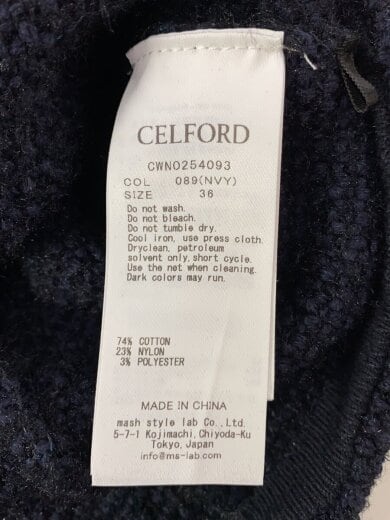 CELFORD
CWNO254093
COL 089(NVY)
SIZE 36
Do not wash.
Do not bleach.
Do not tumble dry.
Cool iron, use press cloth.
Dryclean, petroleum
solvent only, short cycle.
Use the net when cleaning.
Dark colors may run.
74% COTTON
23% NYLON
3% POLYESTER
MADE IN CHINA
mash style lab Co.,Ltd.
5-7-1 Kojimachi, Chiyoda-Ku
Tokyo, Japan
info@ms-lab.com